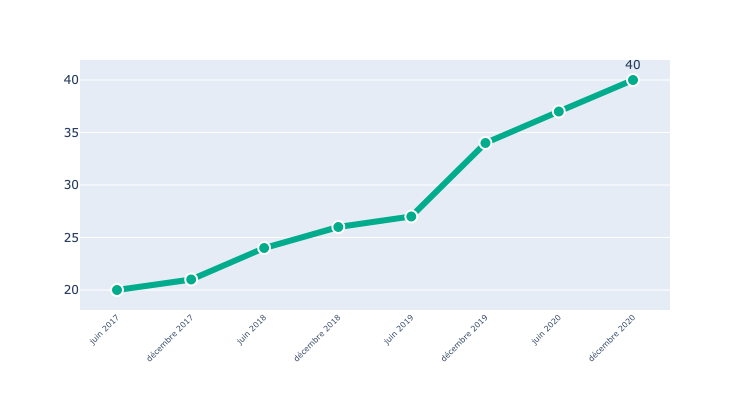 40
40
35
30
25
20
juin 2017
décembre 2017
juin 2018
décembre 2018
juin 2019
décembre 2019
juin 2020
décembre 2020